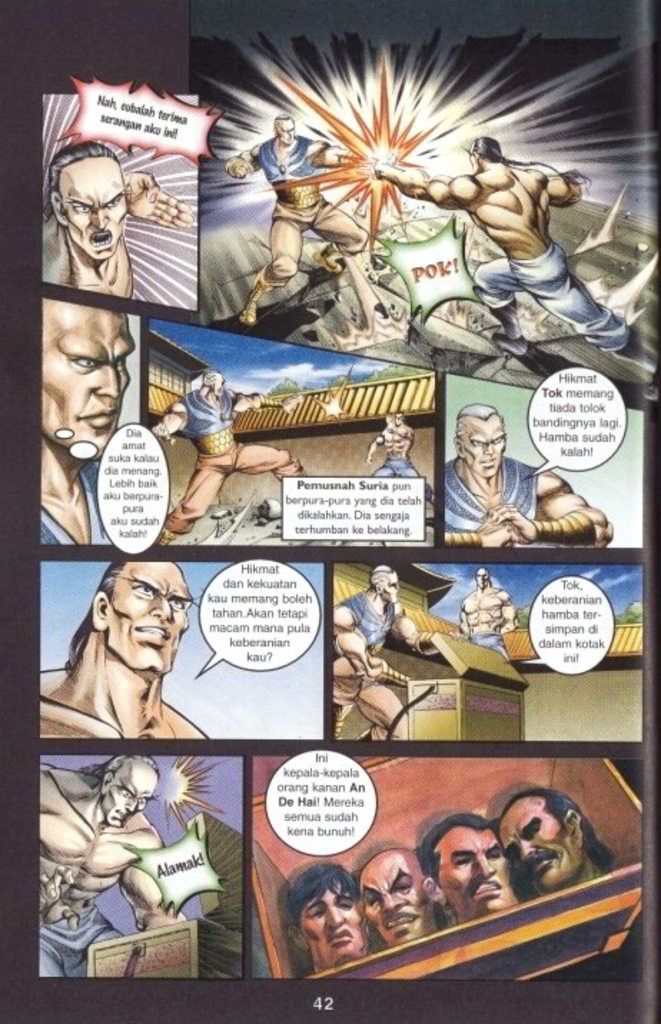 Nah, cubalah terima
serangan aku ini!
POK!
Dia
amat
suka kalau
dia menang.
Lebih baik
aku berpura-
pura
aku sudah
kalah!
Pemusnah Suria pun
berpura-pura yang dia telah
dikalahkan. Dia sengaja
terhumban ke belakang.
Hikmat
Tok memang
tiada tolok
bandingnya lagi.
Hamba sudah
kalah!
Hikmat
dan kekuatan
kau memang boleh
tahan.Akan tetapi
macam mana pula
keberanian
kau?
Tok,
keberanian
hamba ter-
simpan di
dalam kotak
ini!
Alamak!
Ini
kepala-kepala
orang kanan An
De Hai! Mereka
semua sudah
kena bunuh!
42